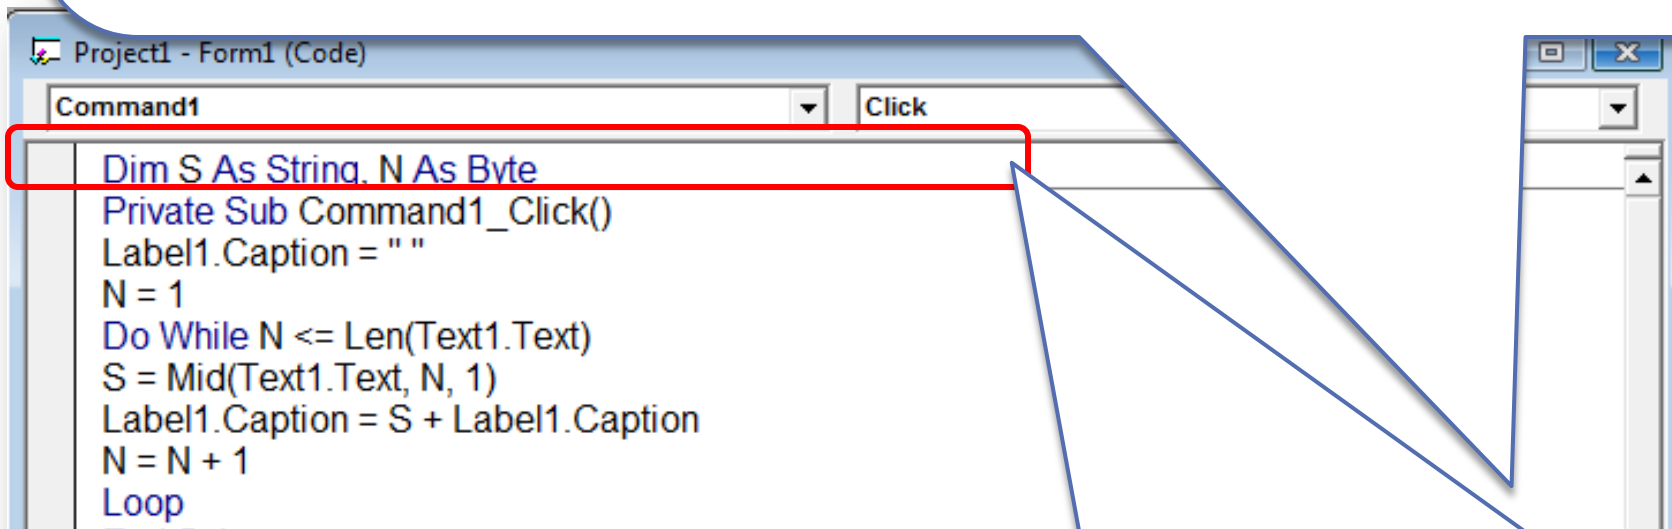 Project1 - Form1 (Code)
Command1 Click
Dim S As String, N As Byte
Private Sub Command1_Click()
Label1.Caption = " "
N = 1
Do While N <= Len(Text1.Text)
S = Mid(Text1.Text, N, 1)
Label1.Caption = S + Label1.Caption
N = N + 1
Loop